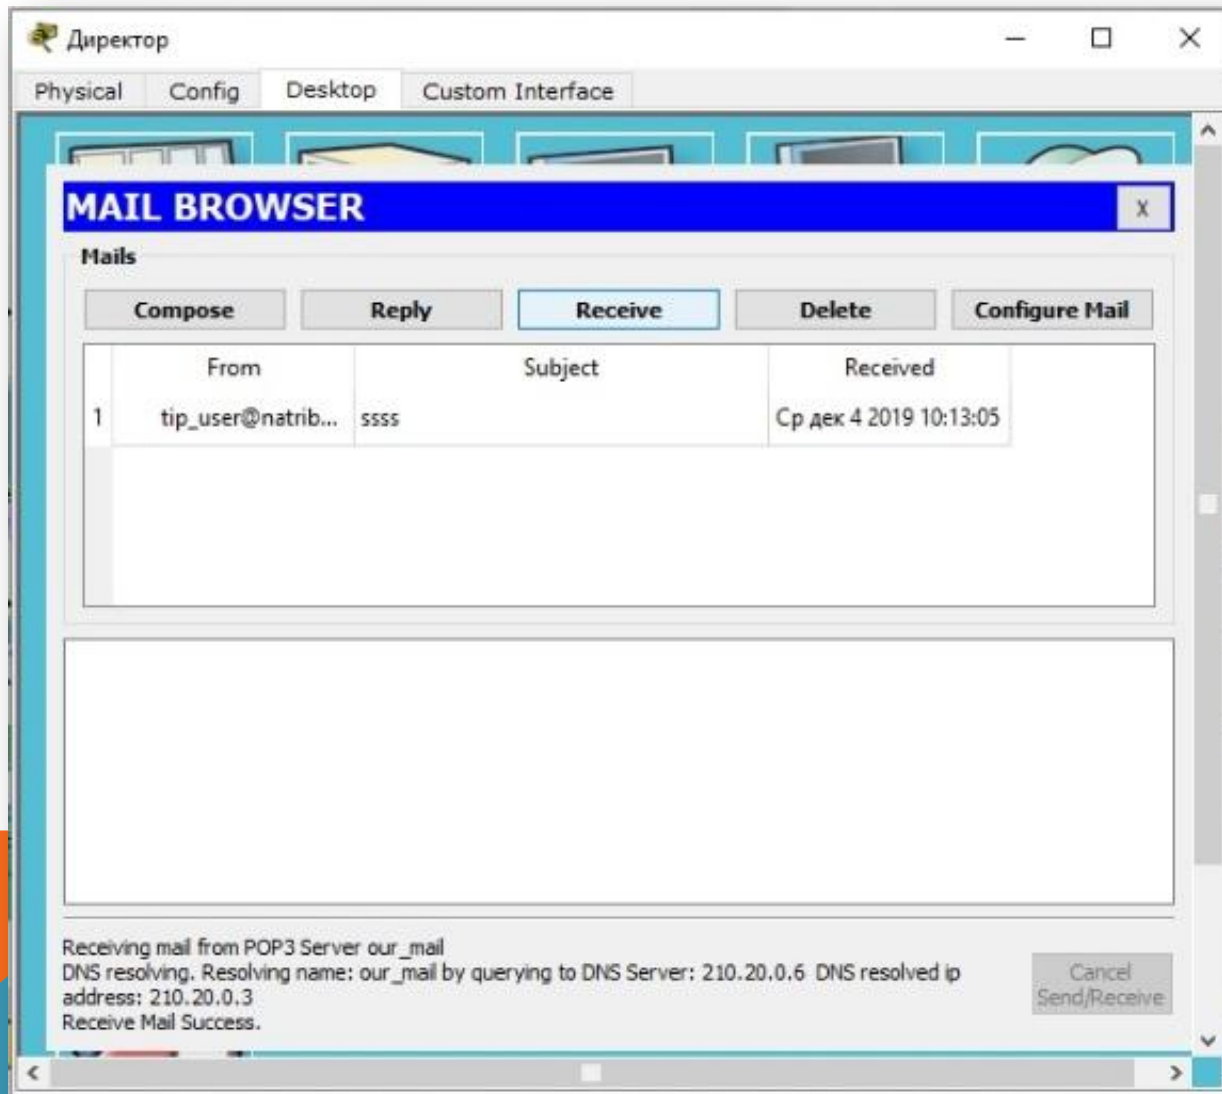 Директор
Physical Config Desktop Custom Interface
MAIL BROWSER X
Mails
Compose Reply Receive Delete Configure Mail
From Subject Received
1 tip_user@natrib... ssss Ср дек 4 2019 10:13:05
Receiving mail from POP3 Server our_mail
DNS resolving. Resolving name: our_mail by querying to DNS Server: 210.20.0.6 DNS resolved ip
address: 210.20.0.3
Receive Mail Success.
Cancel
Send/Receive